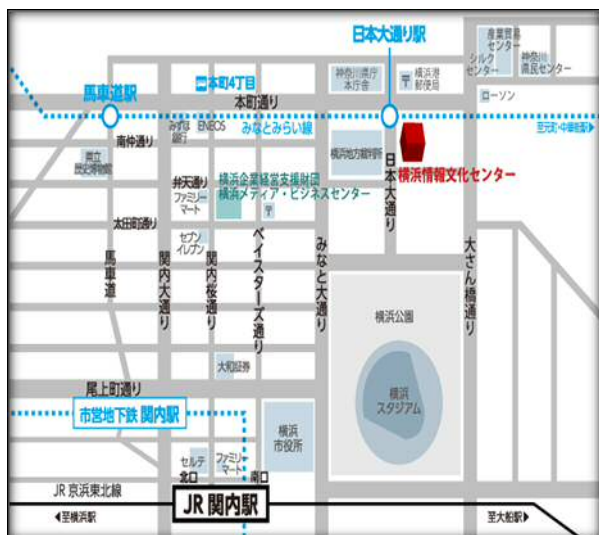 日本大通り駅
産業貿易
センター
シルク
センター
神奈川
県民センター
馬車道駅
本町4丁目
神奈川県庁
本庁舎
横浜港
郵便局
本町通り
ローソン
みずほ
銀行
ENEOS
みなとみらい線
至元町・中華街駅▶
南仲通り
県立
歴史博物館
横浜地方裁判所
日本大通り
横浜情報文化センター
弁天通り
ファミリー
マート
横浜企業経営支援財団
横浜メディア・ビジネスセンター
太田町通り
セブン
イレブン
馬車道
関内大通り
関内桜通り
ベイスターズ通り
みなと大通り
大さん橋通り
横浜公園
大和証券
横浜
スタジアム
尾上町通り
市営地下鉄 関内駅
横浜
市役所
セルテ
ファミリー
マート
北口
南口
JR 京浜東北線
JR 関内駅
◀至横浜駅
至大船駅▶